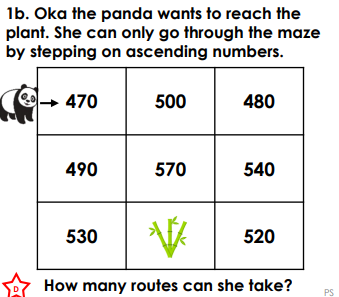 1b. Oka the panda wants to reach the
plant. She can only go through the maze
by stepping on ascending numbers.
470 500 480
490 570 540
530 520
D How many routes can she take?
PS